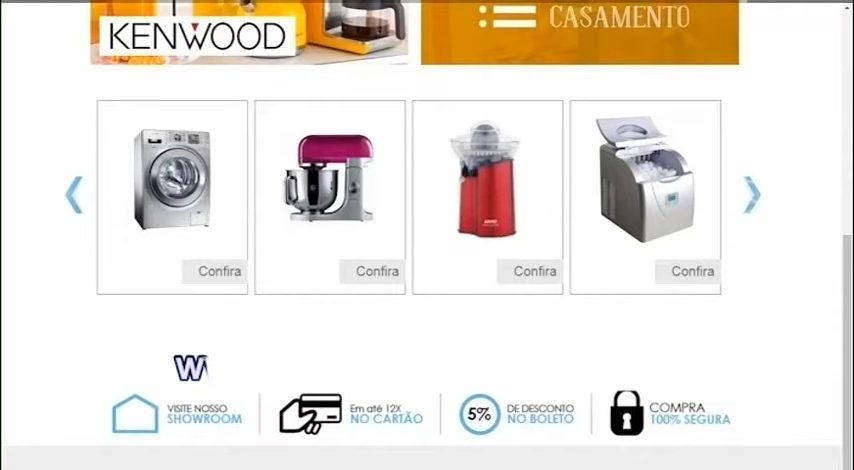 KENWOOD
CASAMENTO
Confira
Confira
Confira
Confira
W
VISITE NOSSO
SHOWROOM
Em até 12X
NO CARTÃO
5%
DE DESCONTO
NO BOLETO
COMPRA
100% SEGURA